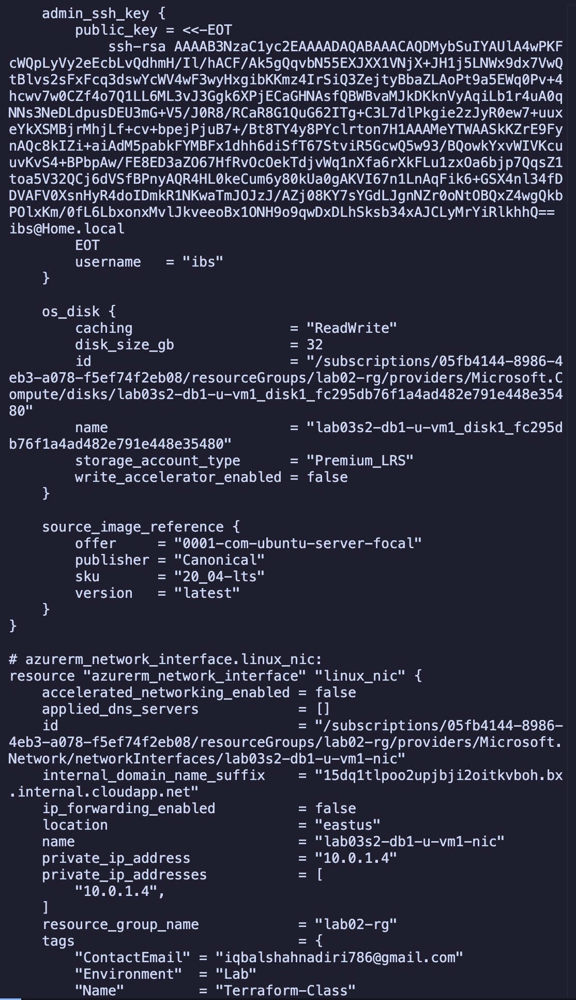 admin_ssh_key {
public_key = <<-EOT
ssh-rsa AAAAB3NzaC1yc2EAAAADAQABAAACAQDMybSuIYAUlA4wPKF
cWQpLyVy2eEcbLvQdhmH/Il/hACF/Ak5gQqvbN55EXJXX1VNjX+JH1j5LNWx9dx7VwQ
tBlvs2sFxFcq3dswYcWV4wF3wyHxgibKKmz4IrSiQ3ZejtyBbaZLAoPt9a5EWq0Pv+4
hcwv7w0CZf4o7Q1LL6ML3vJ3Ggk6XPjECaGHNAsfQBWBvaMJkDKknVyAqiLb1r4uA0q
NNs3NeDLdpusDEU3mG+V5/J0R8/RCaR8G1QuG62ITg+C3L7dlPkgie2zJyR0ew7+uux
eYkXSMBjrMhjLf+cv+bpejPjuB7+/Bt8TY4y8PYclrton7H1AAAMeYTWAASkKZrE9Fy
nAQc8kIZi+aiAdM5pabkFYMBFx1dhh6diSfT67StviR5GcwQ5w93/BQowkYxvWIVKcu
uvKvS4+BPbpAw/FE8ED3aZO67HfRvOcOekTdjvWq1nXfa6rXkFLu1zxOa6bjp7QqsZ1
toa5V32QCj6dVSfBPnyAQR4HL0keCum6y80kUa0gAKVI67n1LnAqFik6+GSX4nl34fD
DVAFV0XsnHyR4doIDmkR1NKwaTmJOJzJ/AZj08KY7sYGdLJgnNZr0oNtOBQxZ4wgQkb
POlxKm/0fL6LbxonxMvlJkveeoBx1ONH9o9qwDxDLhSksb34xAJCLyMrYiRlkhhQ==
ibs@Home.local
EOT
username   = "ibs"
}
os_disk {
caching                   = "ReadWrite"
disk_size_gb              = 32
id                        = "/subscriptions/05fb4144-8986-4
eb3-a078-f5ef74f2eb08/resourceGroups/lab02-rg/providers/Microsoft.C
ompute/disks/lab03s2-db1-u-vm1_disk1_fc295db76f1a4ad482e791e448e354
80"
name                      = "lab03s2-db1-u-vm1_disk1_fc295d
b76f1a4ad482e791e448e35480"
storage_account_type      = "Premium_LRS"
write_accelerator_enabled = false
}
source_image_reference {
offer     = "0001-com-ubuntu-server-focal"
publisher = "Canonical"
sku       = "20_04-lts"
version   = "latest"
}
}
# azurerm_network_interface.linux_nic:
resource "azurerm_network_interface" "linux_nic" {
accelerated_networking_enabled = false
applied_dns_servers            = []
id                             = "/subscriptions/05fb4144-8986-
4eb3-a078-f5ef74f2eb08/resourceGroups/lab02-rg/providers/Microsoft.
Network/networkInterfaces/lab03s2-db1-u-vm1-nic"
internal_domain_name_suffix    = "15dq1tlpoo2upjbji2oitkvboh.bx
.internal.cloudapp.net"
ip_forwarding_enabled          = false
location                       = "eastus"
name                           = "lab03s2-db1-u-vm1-nic"
private_ip_address             = "10.0.1.4"
private_ip_addresses           = [
"10.0.1.4",
]
resource_group_name            = "lab02-rg"
tags                           = {
"ContactEmail" = "iqbalshahnadiri786@gmail.com"
"Environment"  = "Lab"
"Name"         = "Terraform-Class"